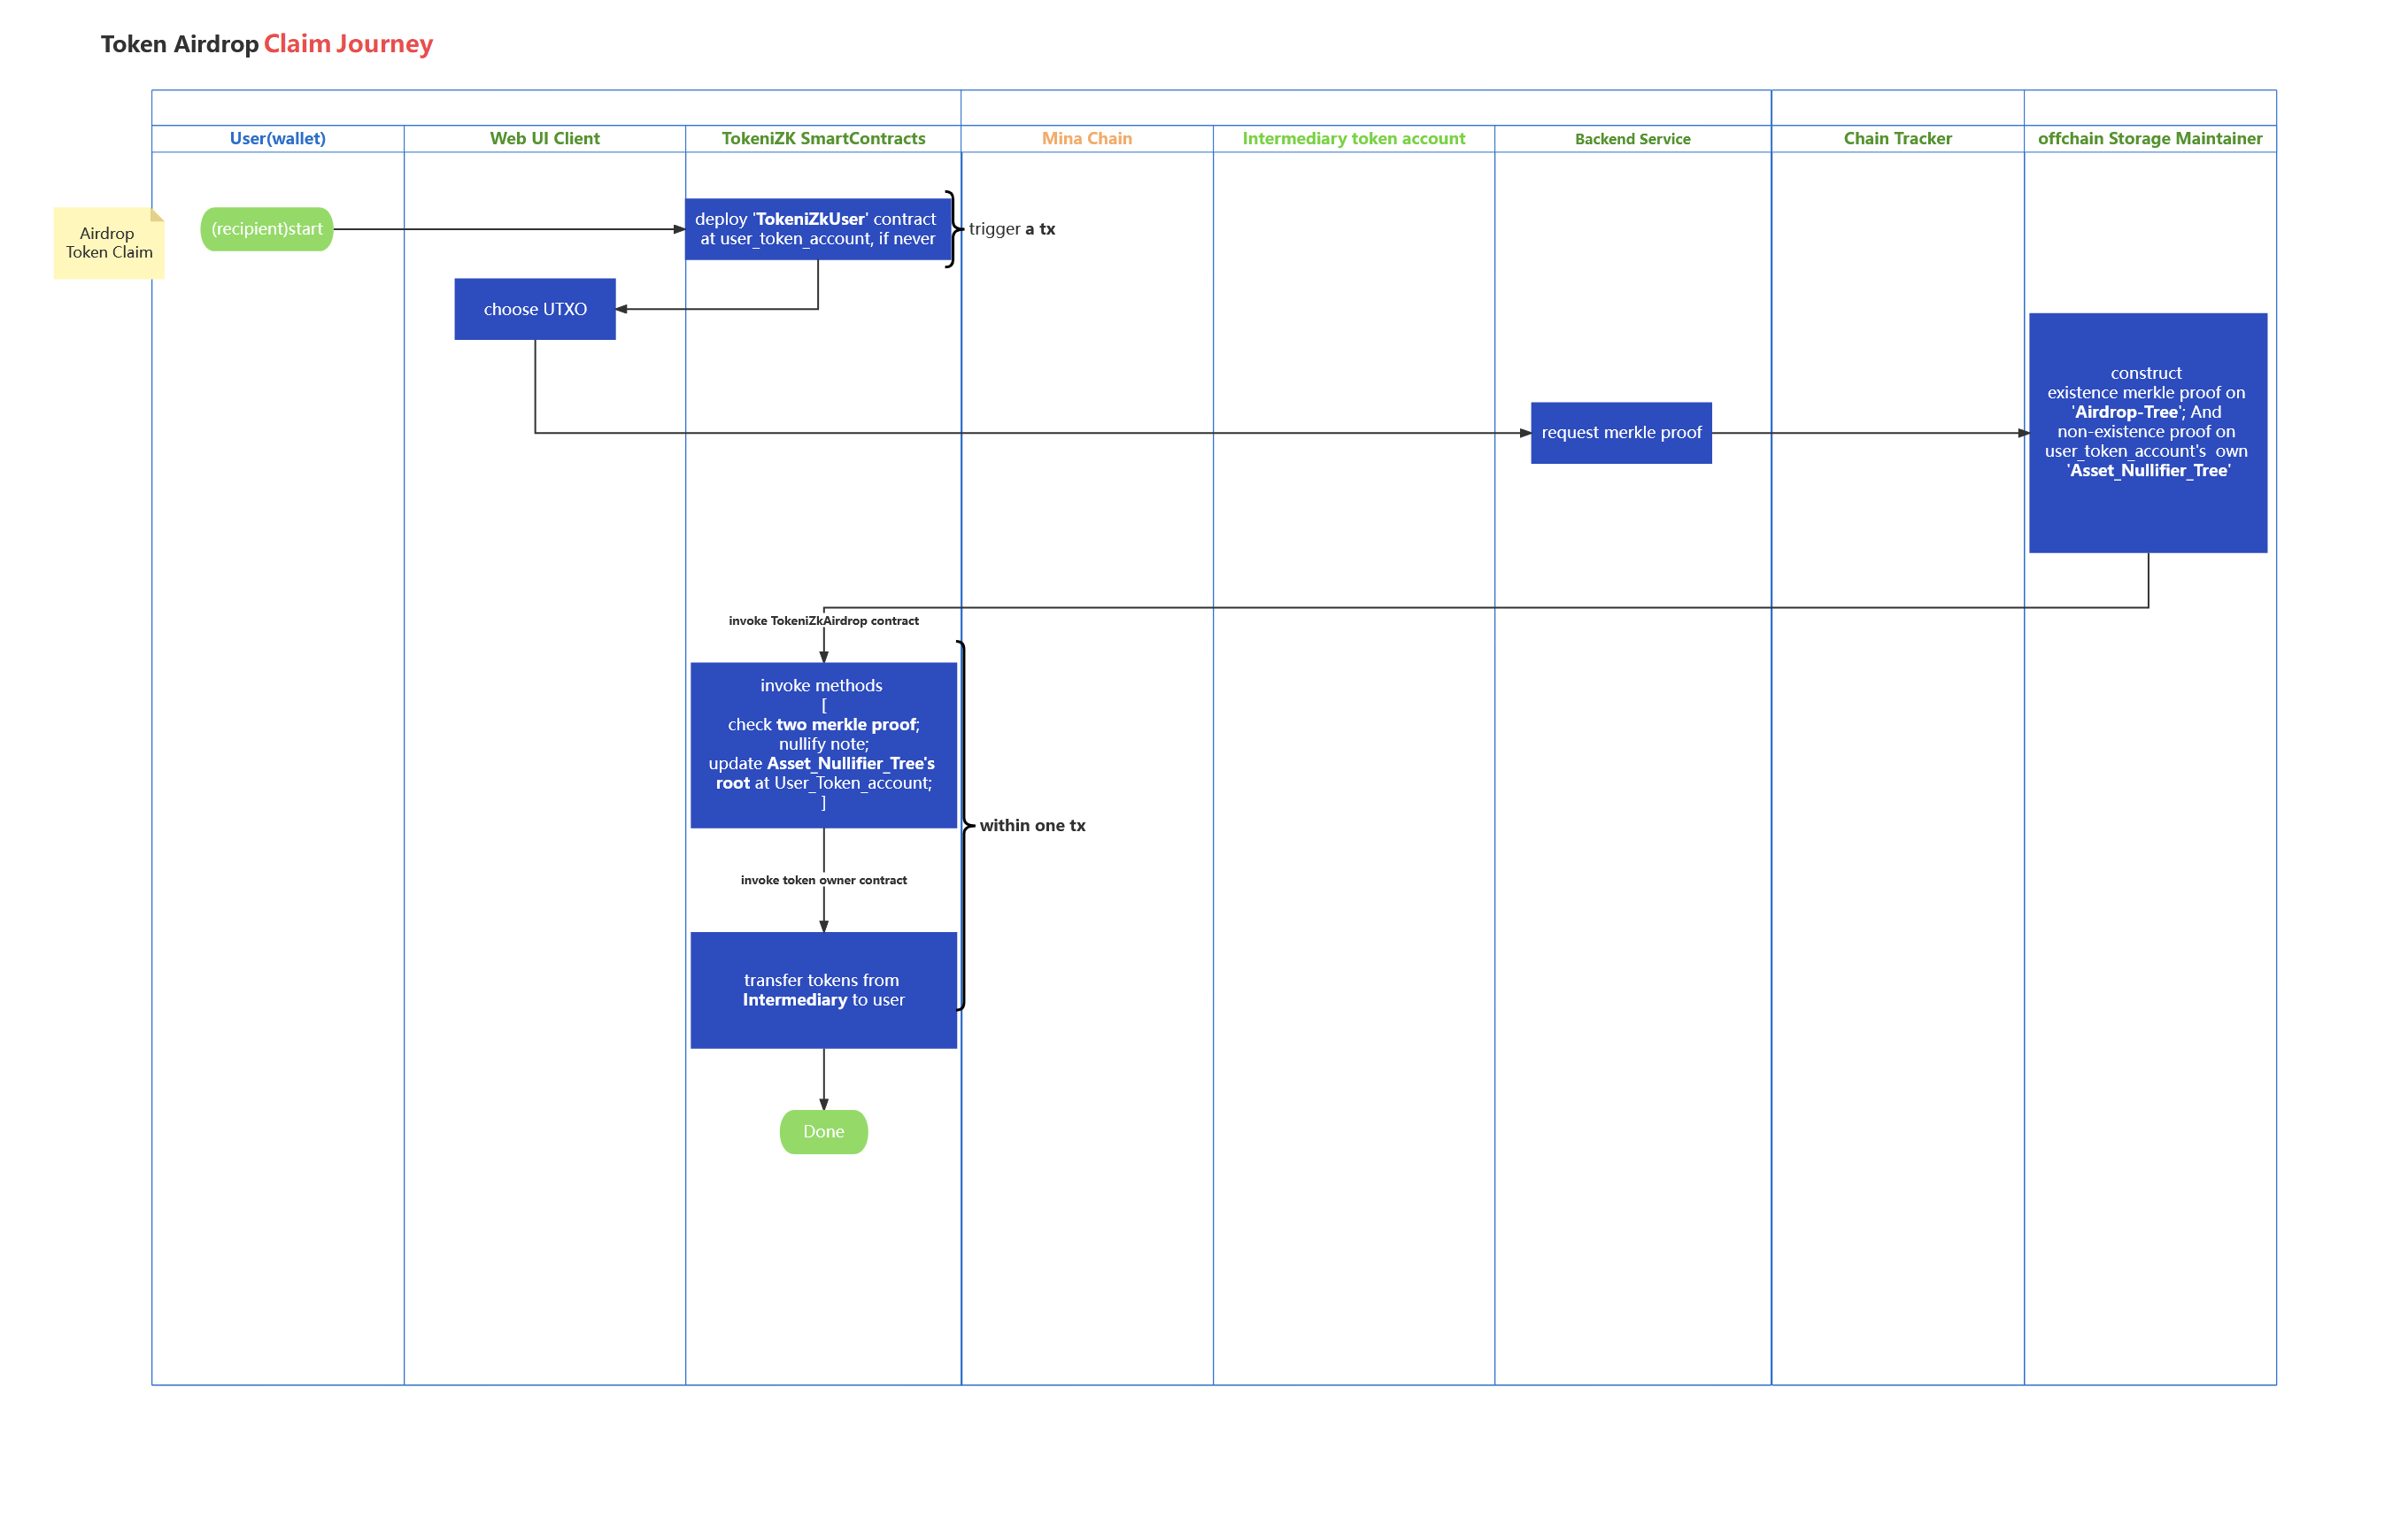 Token Airdrop Claim Journey
User(wallet)
Web UI Client
TokeniZK SmartContracts
Mina Chain
Intermediary token account
Backend Service
Chain Tracker
offchain Storage Maintainer
Airdrop
Token Claim
(recipient)start
deploy 'TokeniZkUser' contract
at user_token_account, if never
trigger a tx
choose UTXO
request merkle proof
construct
existence merkle proof on
'Airdrop-Tree'; And
non-existence proof on
user_token_account's  own
'Asset_Nullifier_Tree'
invoke TokeniZkAirdrop contract
invoke methods
[
check two merkle proof;
nullify note;
update Asset_Nullifier_Tree's
root at User_Token_account;
]
within one tx
invoke token owner contract
transfer tokens from
Intermediary to user
Done